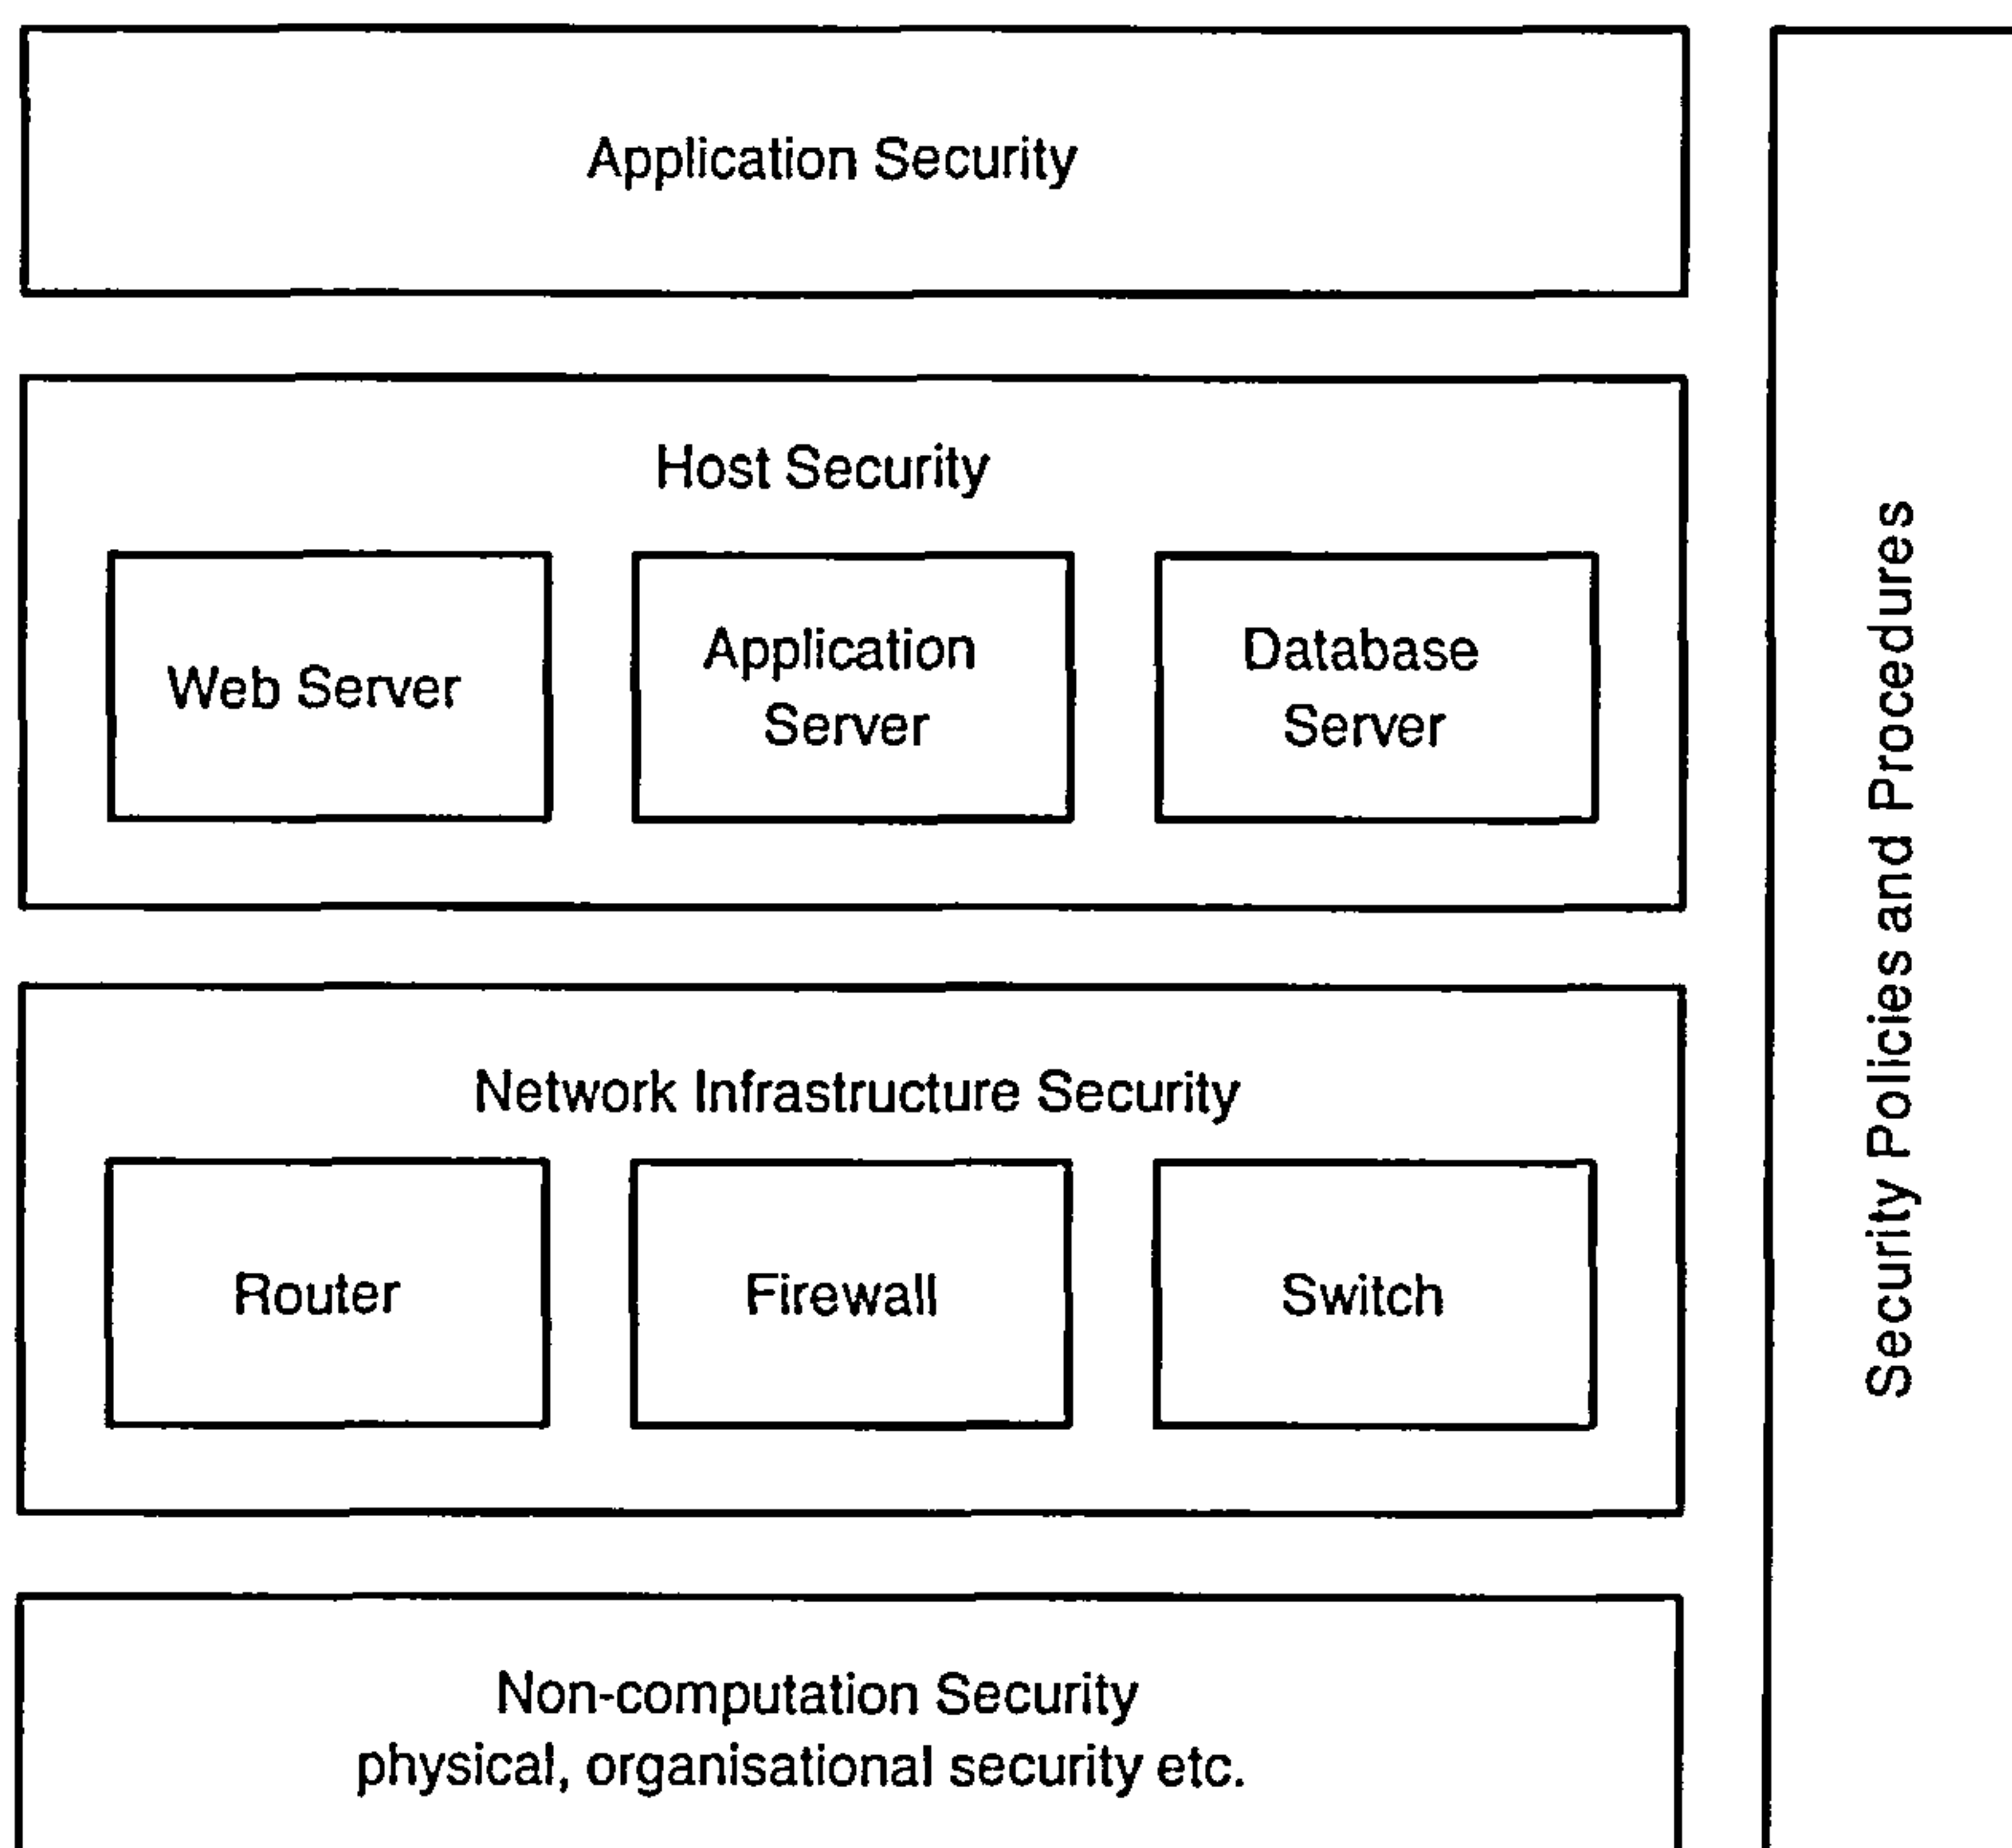 Application Security
Host Security
Web Server
Application
Server
Database
Server
Network Infrastructure Security
Router
Firewall
Switch
Non-computation Security
physical, organisational security etc.
Security Policies and Procedures